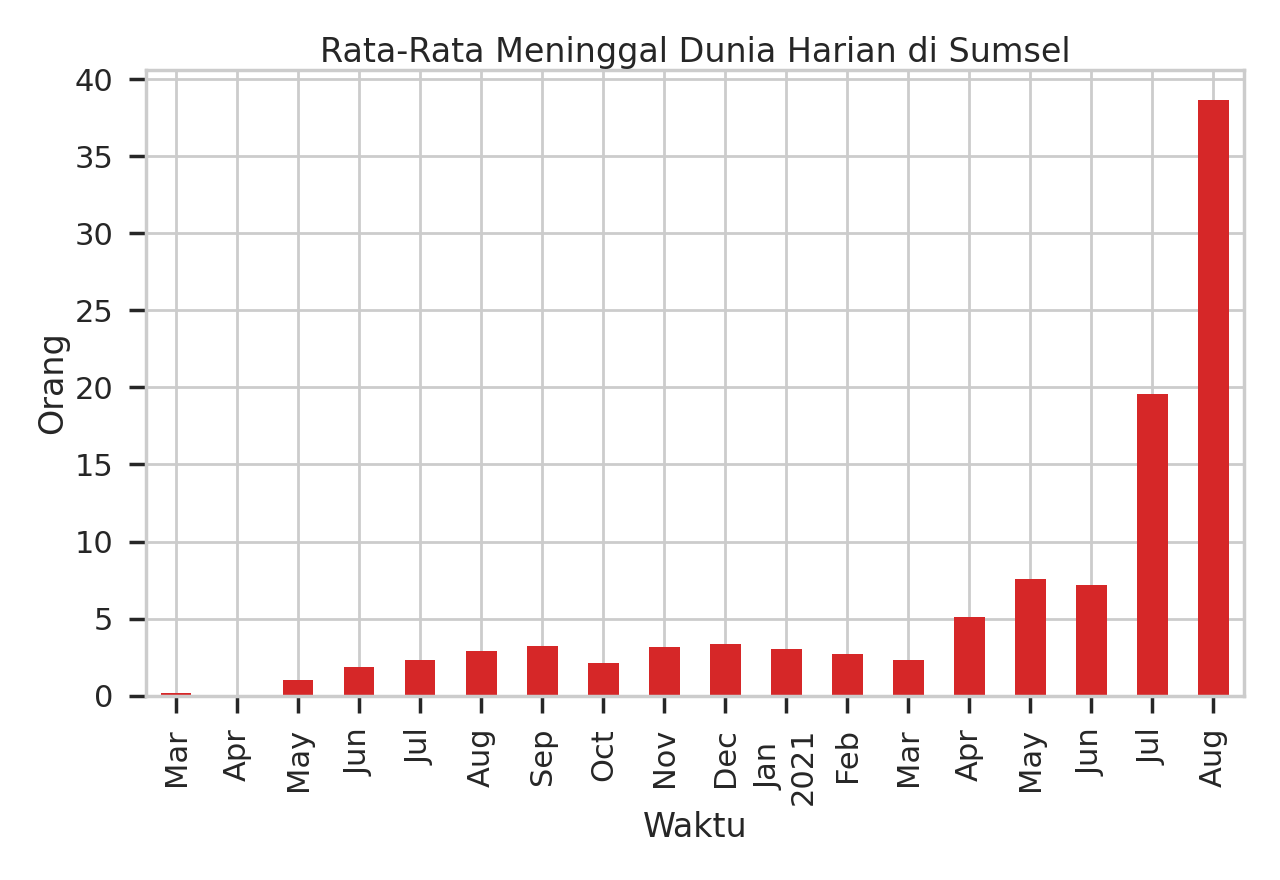 Rata-Rata Meninggal Dunia Harian di Sumsel
40
35
30
25
20
15
10
5
0
Orang
Mar
Apr
May
Jun
Jul
Aug
Sep
Oct
Nov
Dec
Jan
2021
Feb
Mar
Apr
May
Jun
Jul
Aug
Waktu